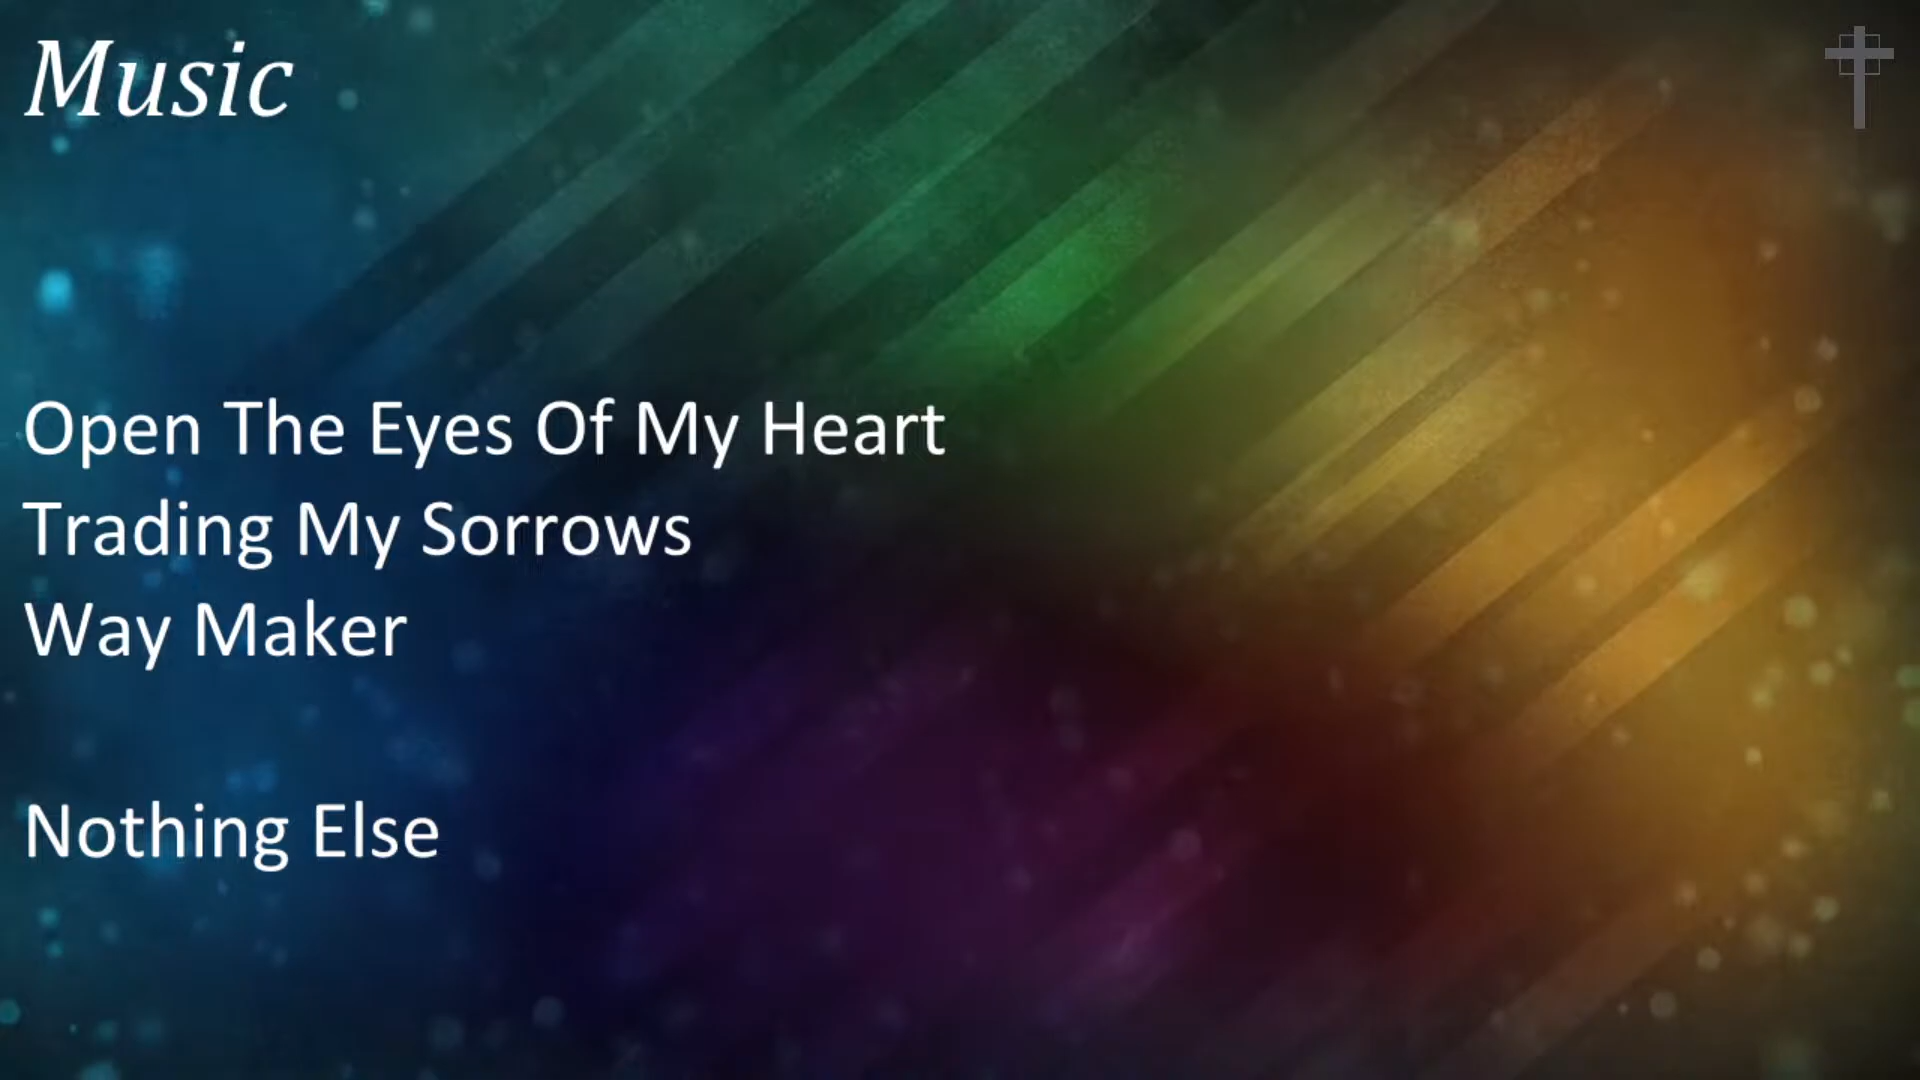 Music
Open The Eyes Of My Heart
Trading My Sorrows
Way Maker
Nothing Else